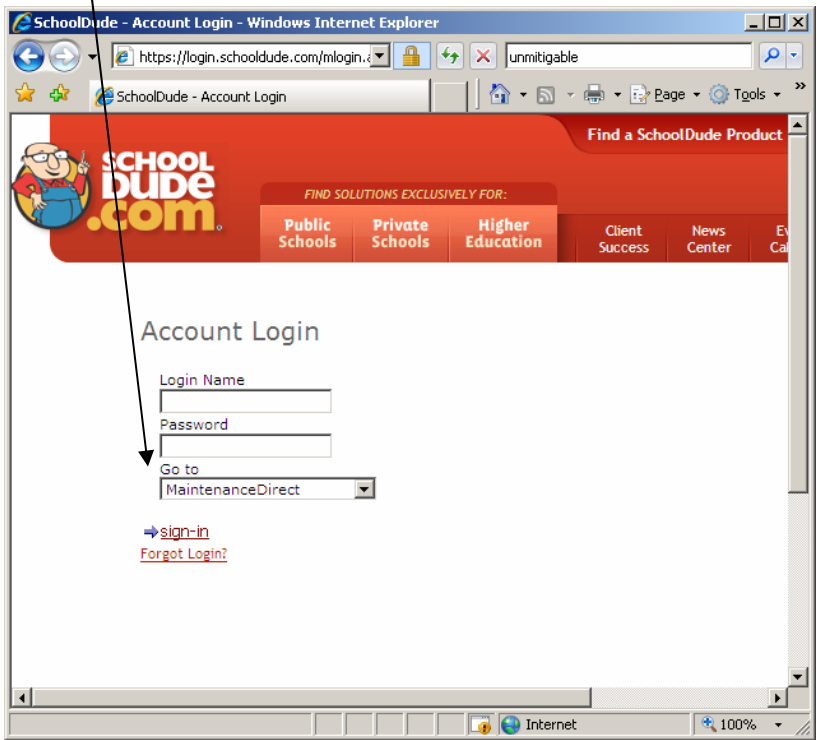 SchoolDude - Account Login - Windows Internet Explorer
https://login.schooldude.com/mlogin.a
unmitigable
SchoolDude - Account Login
Page
Tools
»
Find a SchoolDude Product
SCHOOL
DUDE
.com.
FIND SOLUTIONS EXCLUSIVELY FOR:
Public Schools
Private Schools
Higher Education
Client Success
News Center
Ev
Cal
Account Login
Login Name
Password
Go to
MaintenanceDirect
sign-in
Forgot Login?
Internet
100%